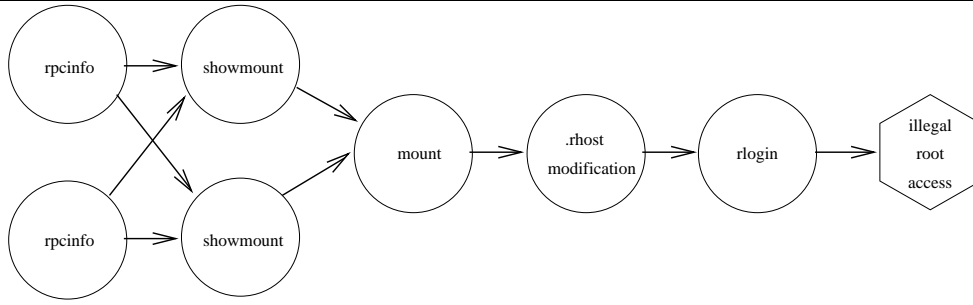 rpcinfo
showmount
rpcinfo
showmount
mount
.rhost
modification
rlogin
illegal
root
access